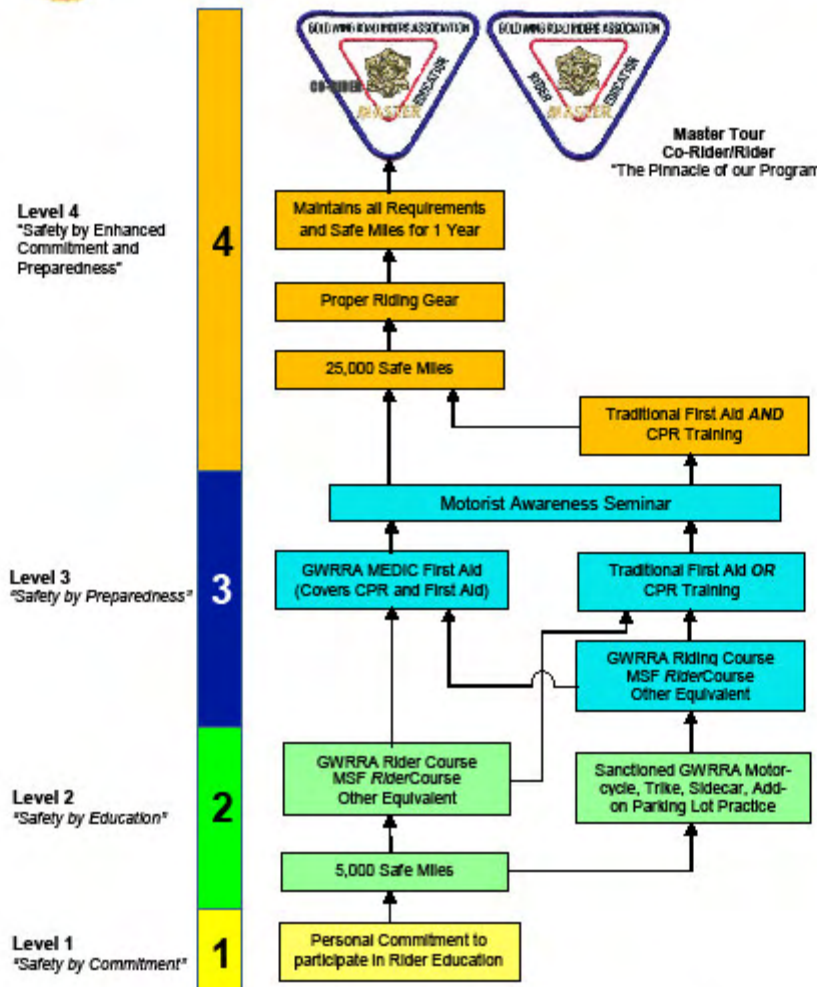 GOLD WING ROAD RIDERS ASSOCIATION
CO-RIDER
EDUCATION
MASTER
GOLD WING ROAD RIDERS ASSOCIATION
RIDER
EDUCATION
MASTER
Master Tour
Co-Rider/Rider
"The Pinnacle of our Program
Level 4
"Safety by Enhanced
Commitment and
Preparedness"
4
Maintains all Requirements
and Safe Miles for 1 Year
Proper Riding Gear
25,000 Safe Miles
Traditional First Aid AND
CPR Training
Motorist Awareness Seminar
Level 3
"Safety by Preparedness"
3
GWRRA MEDIC First Aid
(Covers CPR and First Aid)
Traditional First Aid OR
CPR Training
GWRRA Riding Course
MSF RiderCourse
Other Equivalent
Level 2
"Safety by Education"
2
GWRRA Rider Course
MSF RiderCourse
Other Equivalent
Sanctioned GWRRA Motor-
cycle, Trike, Sidecar, Add-
on Parking Lot Practice
5,000 Safe Miles
Level 1
"Safety by Commitment"
1
Personal Commitment to
participate in Rider Education